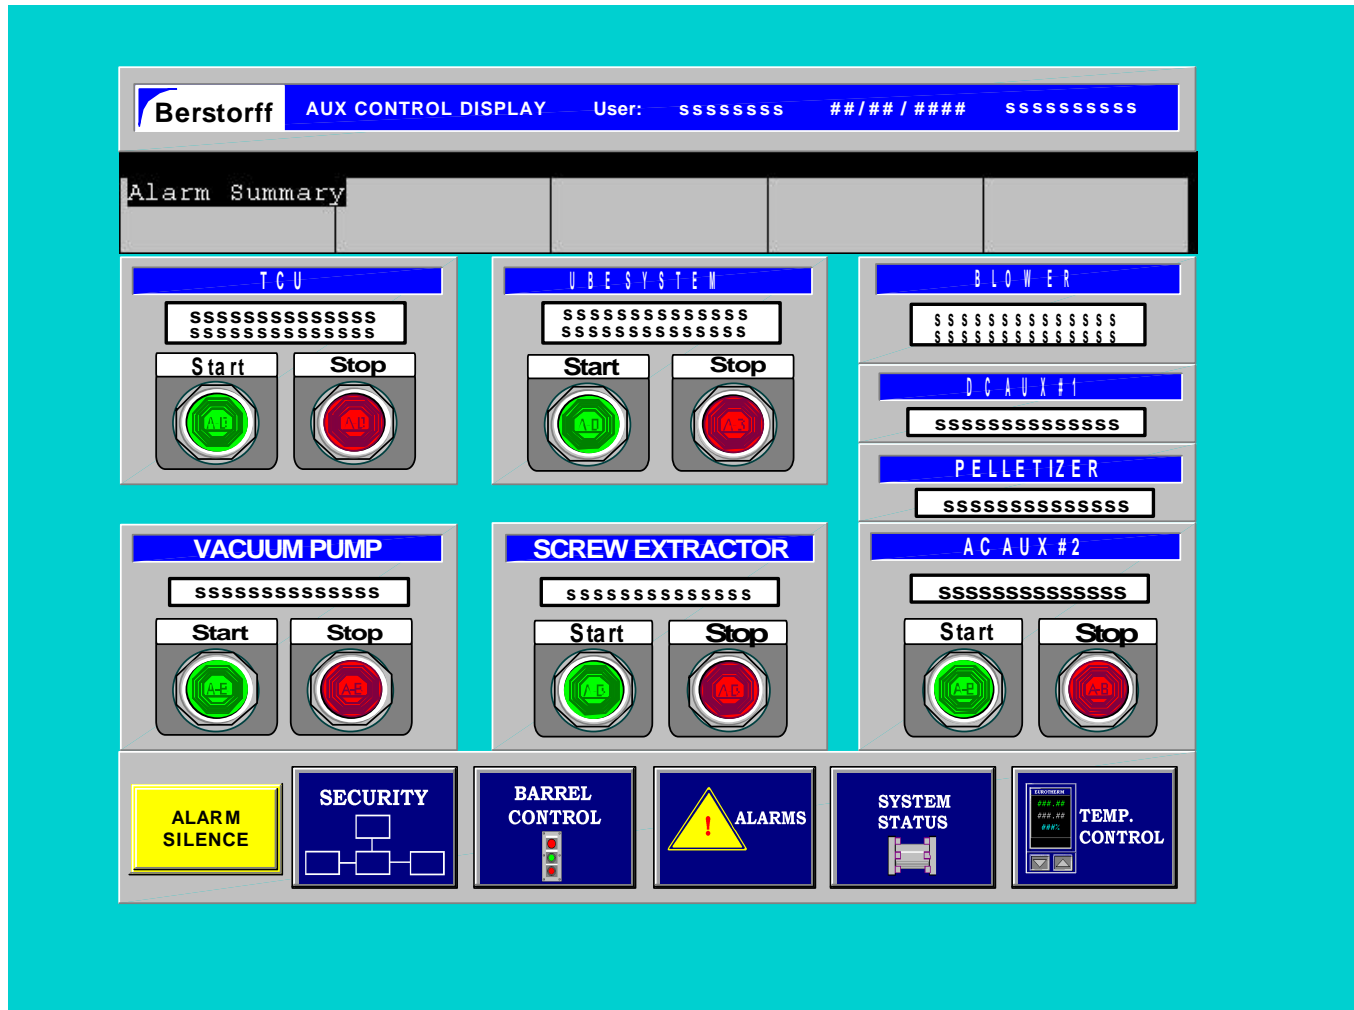 Berstorff AUX CONTROL DISPLAY User: ssssssss ##/##/#### ssssssssss
Alarm Summary
TCU
ssssssssssssss
ssssssssssssss
Start Stop
UBE SYSTEM
ssssssssssssss
ssssssssssssss
Start Stop
BLOWER
ssssssssssssss
ssssssssssssss
DC AUX #1
ssssssssssssss
PELLETIZER
ssssssssssssss
VACUUM PUMP
ssssssssssssss
Start Stop
SCREW EXTRACTOR
ssssssssssssss
Start Stop
AC AUX #2
ssssssssssssss
Start Stop
ALARM
SILENCE
SECURITY
BARREL
CONTROL
!
ALARMS
SYSTEM
STATUS
EUROTHERM
###.##
###.##
###%
TEMP.
CONTROL